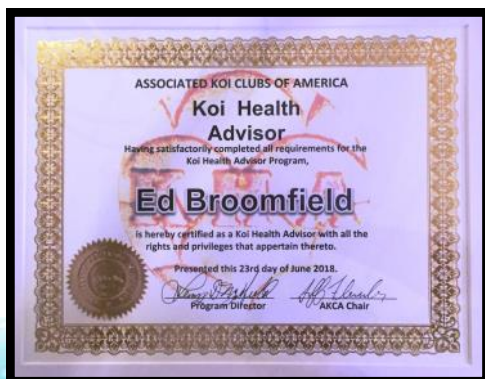 ASSOCIATED KOI CLUBS OF AMERICA
Koi Health
Advisor
Having satisfactorily completed all requirements for the
Koi Health Advisor Program,
KHA
Ed Broomfield
is hereby certified as a Koi Health Advisor with all the
rights and privileges that appertain thereto.
Presented this 23rd day of June 2018.
Program Director
AKCA Chair